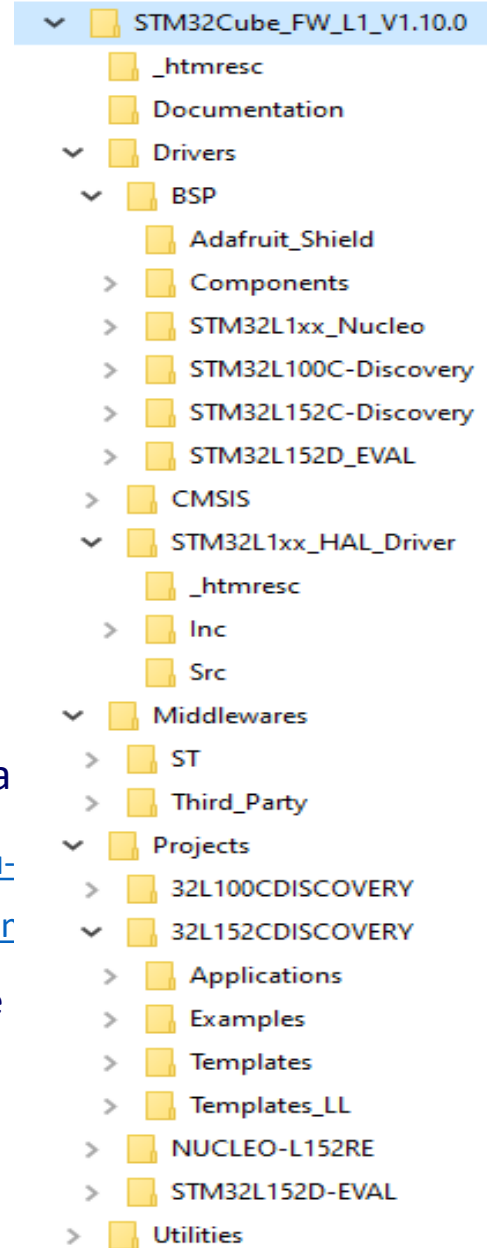 STM32Cube_FW_L1_V1.10.0
_htmresc
Documentation
Drivers
BSP
Adafruit_Shield
Components
STM32L1xx_Nucleo
STM32L100C-Discovery
STM32L152C-Discovery
STM32L152D_EVAL
CMSIS
STM32L1xx_HAL_Driver
_htmresc
Inc
Src
Middlewares
ST
Third_Party
Projects
32L100CDISCOVERY
32L152CDISCOVERY
Applications
Examples
Templates
Templates_LL
NUCLEO-L152RE
STM32L152D-EVAL
Utilities